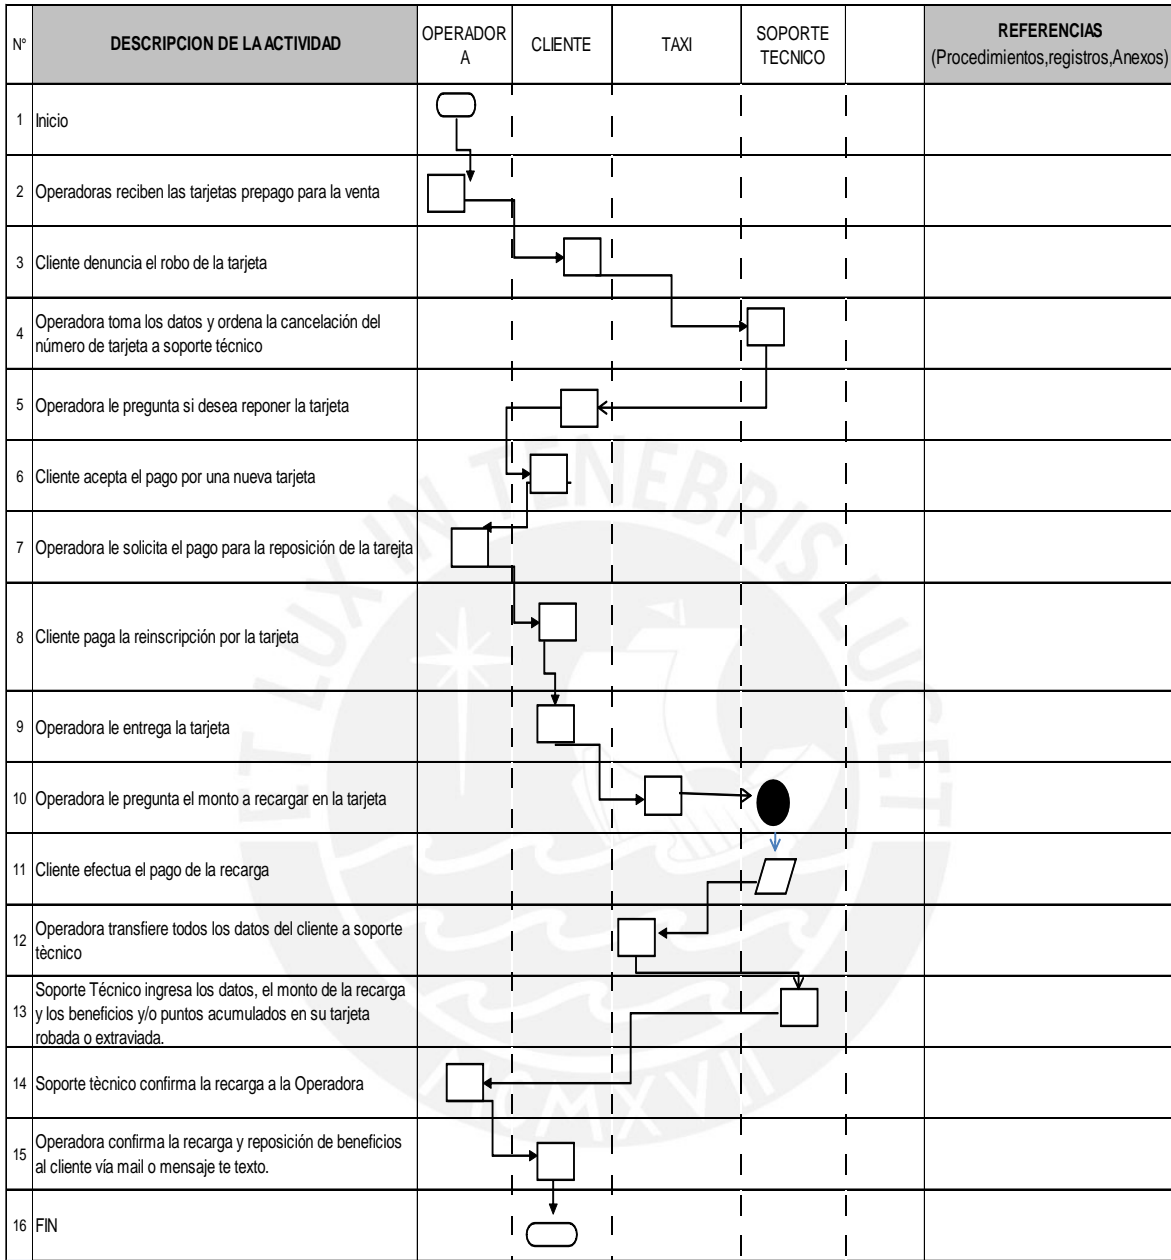 N° DESCRIPCION DE LA ACTIVIDAD OPERADOR
A CLIENTE TAXI SOPORTE
TECNICO REFERENCIAS
(Procedimientos,registros,Anexos)
1 Inicio
2 Operadoras reciben las tarjetas prepago para la venta
3 Cliente denuncia el robo de la tarjeta
4 Operadora toma los datos y ordena la cancelación del
número de tarjeta a soporte técnico
5 Operadora le pregunta si desea reponer la tarjeta
6 Cliente acepta el pago por una nueva tarjeta
7 Operadora le solicita el pago para la reposición de la tarejta
8 Cliente paga la reinscripción por la tarjeta
9 Operadora le entrega la tarjeta
10 Operadora le pregunta el monto a recargar en la tarjeta
11 Cliente efectua el pago de la recarga
12 Operadora transfiere todos los datos del cliente a soporte
tècnico
13 Soporte Técnico ingresa los datos, el monto de la recarga
y los beneficios y/o puntos acumulados en su tarjeta
robada o extraviada.
14 Soporte tècnico confirma la recarga a la Operadora
15 Operadora confirma la recarga y reposición de beneficios
al cliente vía mail o mensaje te texto.
16 FIN
ET LUX IN TENEBRIS LUCET
MCMXVII